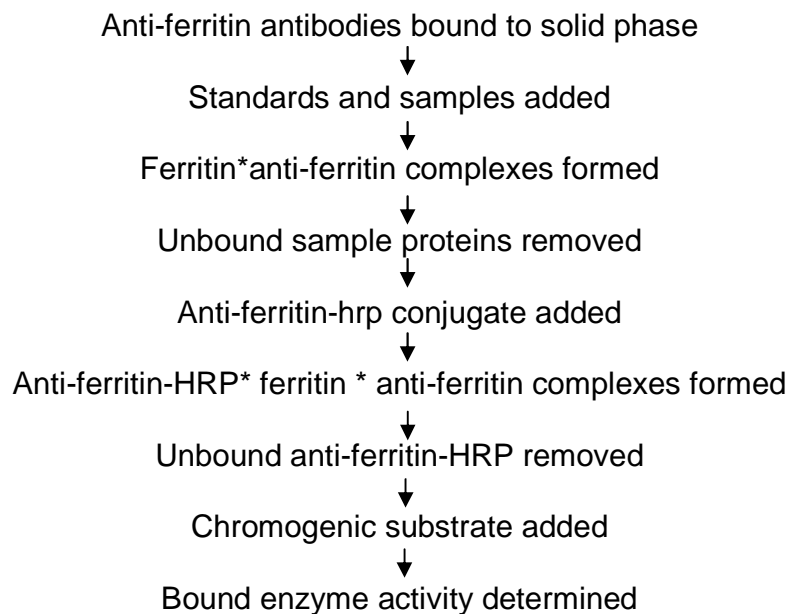 Anti-ferritin antibodies bound to solid phase
Standards and samples added
Ferritin*anti-ferritin complexes formed
Unbound sample proteins removed
Anti-ferritin-hrp conjugate added
Anti-ferritin-HRP* ferritin * anti-ferritin complexes formed
Unbound anti-ferritin-HRP removed
Chromogenic substrate added
Bound enzyme activity determined